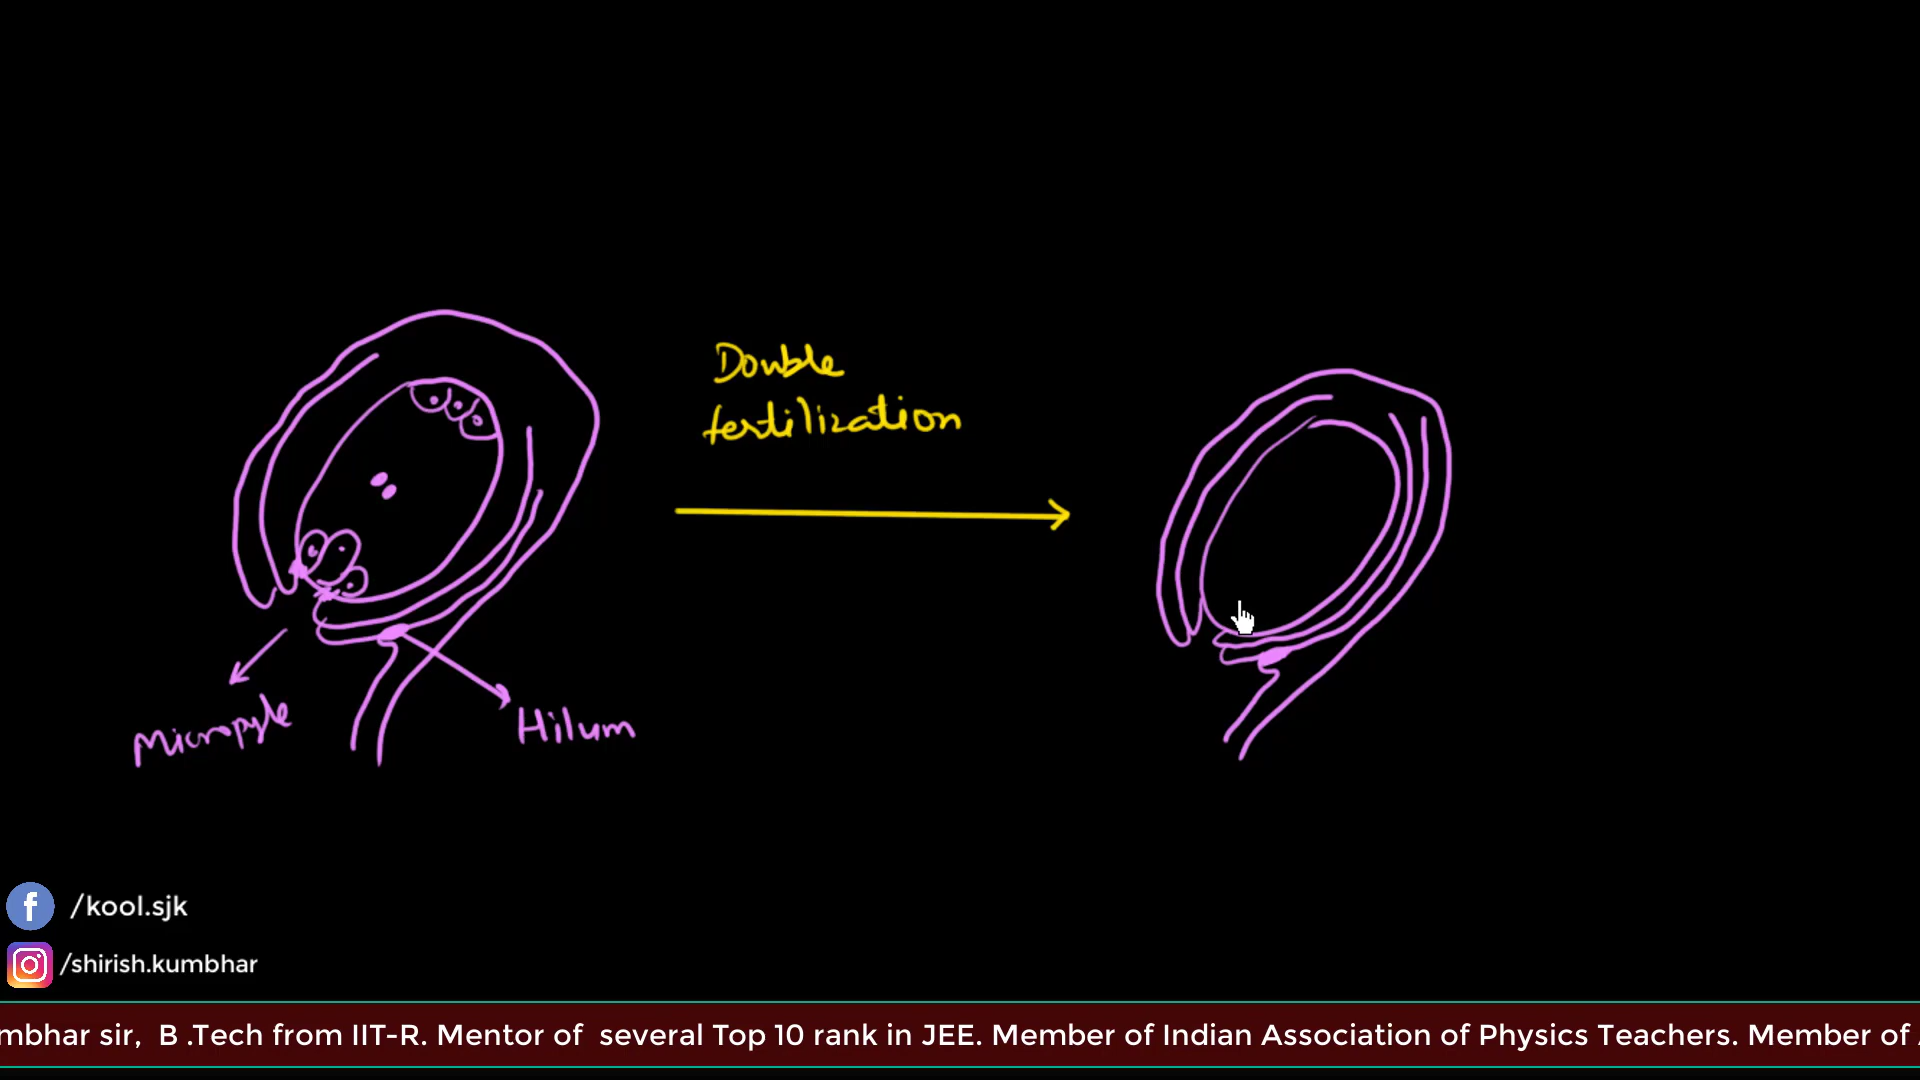 Double
fertilization
Micropyle
Hilum
/kool.sjk
/shirish.kumbhar
mbhar sir, B .Tech from IIT-R. Mentor of several Top 10 rank in JEE. Member of Indian Association of Physics Teachers. Member of